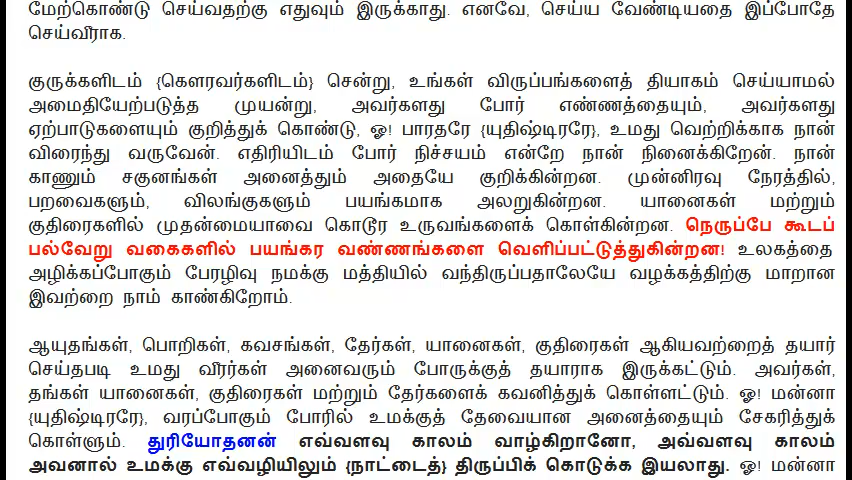 மேற்கொண்டு செய்வதற்கு எதுவும் இருக்காது. எனவே, செய்ய வேண்டியதை இப்போதே
செய்வீராக.
குருக்களிடம் {கௌரவர்களிடம்} சென்று, உங்கள் விருப்பங்களைத் தியாகம் செய்யாமல்
அமைதியேற்படுத்த முயன்று, அவர்களது போர் எண்ணத்தையும், அவர்களது
ஏற்பாடுகளையும் குறித்துக் கொண்டு, ஓ! பாரதரே {யுதிஷ்டிரரே}, உமது வெற்றிக்காக நான்
விரைந்து வருவேன். எதிரியிடம் போர் நிச்சயம் என்றே நான் நினைக்கிறேன். நான்
காணும் சகுனங்கள் அனைத்தும் அதையே குறிக்கின்றன. முன்னிரவு நேரத்தில்,
பறவைகளும், விலங்குகளும் பயங்கமாக அலறுகின்றன. யானைகள் மற்றும்
குதிரைகளில் முதன்மையாவை கொடூர உருவங்களைக் கொள்கின்றன. நெருப்பே கூடப்
பல்வேறு வகைகளில் பயங்கர வண்ணங்களை வெளிப்பட்டுத்துகின்றன! உலகத்தை
அழிக்கப்போகும் பேரழிவு நமக்கு மத்தியில் வந்திருப்பதாலேயே வழக்கத்திற்கு மாறான
இவற்றை நாம் காண்கிறோம்.
ஆயுதங்கள், பொறிகள், கவசங்கள், தேர்கள், யானைகள், குதிரைகள் ஆகியவற்றைத் தயார்
செய்தபடி உமது வீரர்கள் அனைவரும் போருக்குத் தயாராக இருக்கட்டும். அவர்கள்,
தங்கள் யானைகள், குதிரைகள் மற்றும் தேர்களைக் கவனித்துக் கொள்ளட்டும். ஓ! மன்னா
{யுதிஷ்டிரரே}, வரப்போகும் போரில் உமக்குத் தேவையான அனைத்தையும் சேகரித்துக்
கொள்ளும். துரியோதனன் எவ்வளவு காலம் வாழ்கிறானோ, அவ்வளவு காலம்
அவனால் உமக்கு எவ்வழியிலும் {நாட்டைத்} திருப்பிக் கொடுக்க இயலாது. ஓ! மன்னா